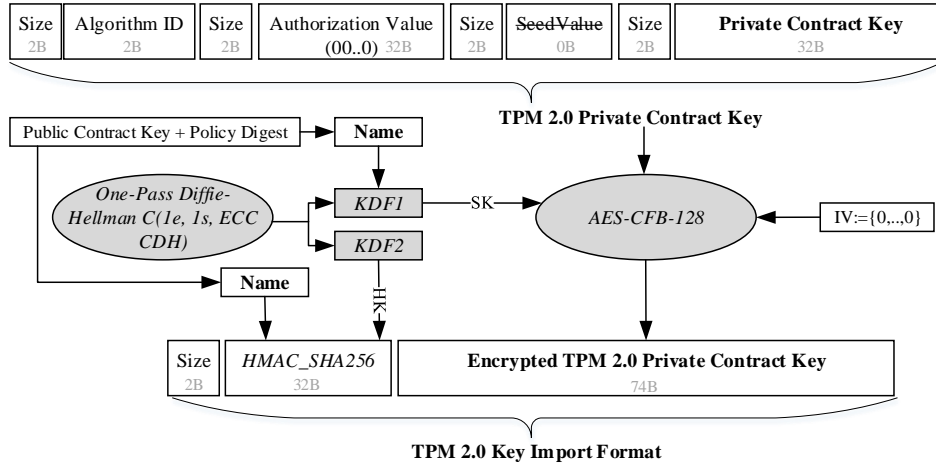 Size
2B
Algorithm ID
2B
Size
2B
Authorization Value
(00..0) 32B
Size
2B
SeedValue
0B
Size
2B
Private Contract Key
32B
TPM 2.0 Private Contract Key
Public Contract Key + Policy Digest
Name
One-Pass Diffie-
Hellman C(1e, 1s, ECC
CDH)
KDF1
SK
AES-CFB-128
IV:={0,..,0}
KDF2
Name
HK
Size
2B
HMAC_SHA256
32B
Encrypted TPM 2.0 Private Contract Key
74B
TPM 2.0 Key Import Format